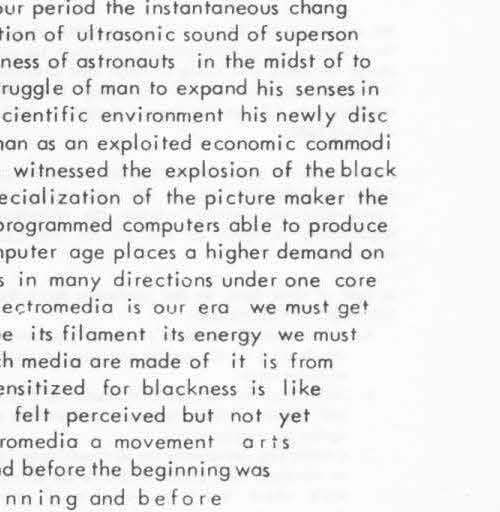 our period the instantaneous chang
tion of ultrasonic sound of superson
ness of astronauts in the midst of to
ruggle of man to expand his senses in
cientific environment his newly disc
nan as an exploited economic commodi
witnessed the explosion of the black
ecialization of the picture maker the
programmed computers able to produce
mputer age places a higher demand on
s in many directions under one core
lectromedia is our era we must get
e its filament its energy we must
ch media are made of it is from
ensitized for blackness is like
felt perceived but not yet
romedia a movement arts
nd before the beginning was
inning and before